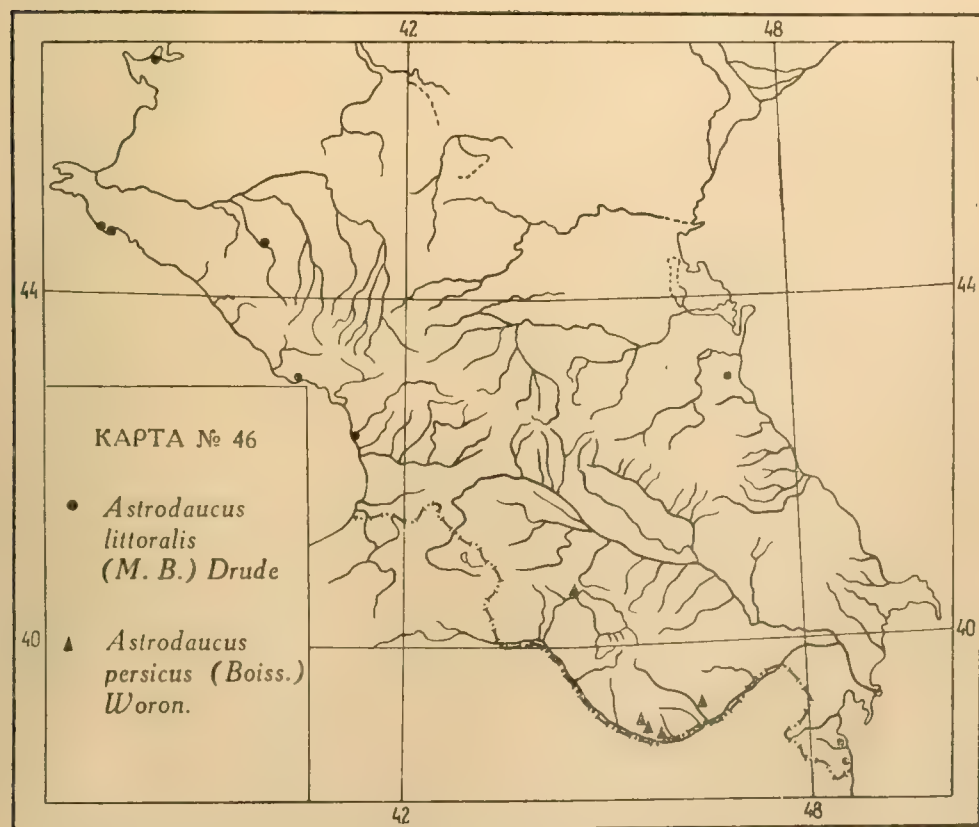 42 48
44 44
КАРТА № 46
Astrodaucus
littoralis
(M. B.) Drude
40 40
Astrodaucus
persicus (Boiss.)
Woron.
42 48